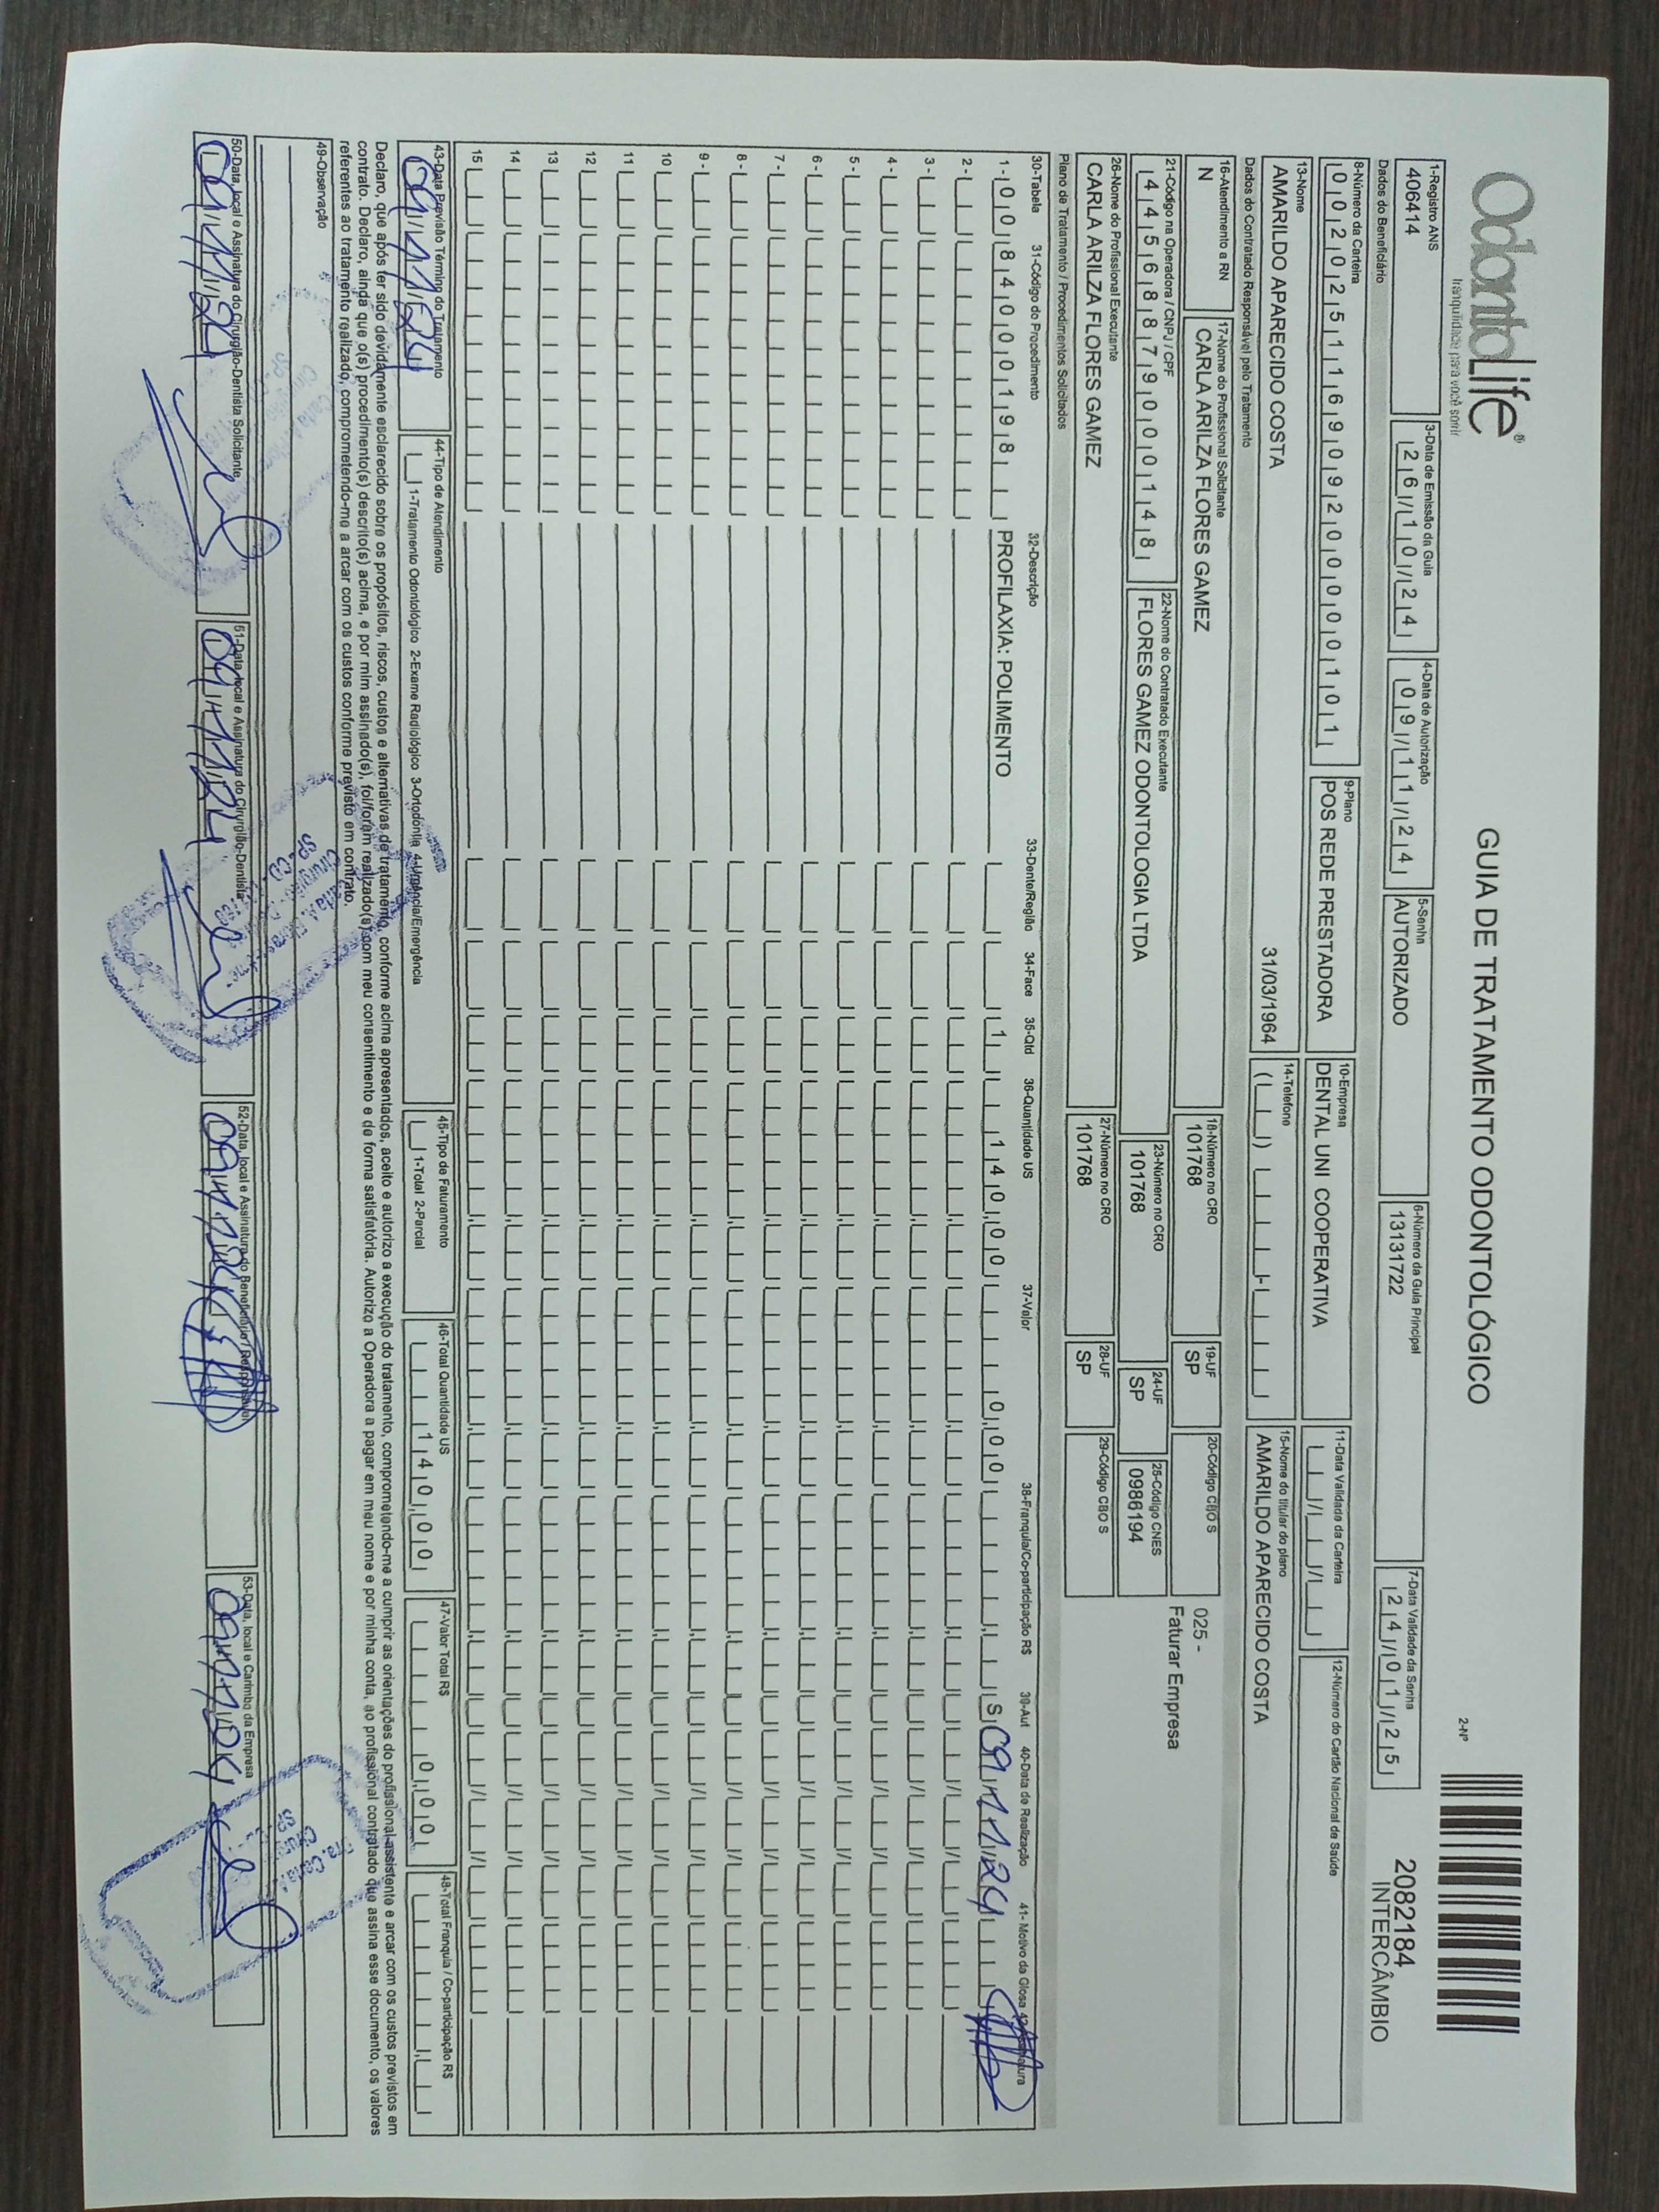 OdontoLife®
tranquilidade para você sorrir
GUIA DE TRATAMENTO ODONTOLÓGICO
2-Nº
2082184
INTERCÂMBIO
1-Registro ANS
406414
3-Data de Emissão da Guia
26/10/24
4-Data de Autorização
09/11/24
5-Senha
AUTORIZADO
6-Número da Guia Principal
13131722
7-Data Validade da Senha
24/01/25
Dados do Beneficiário
8-Número da Carteira
00202511690920000101
9-Plano
POS REDE PRESTADORA
10-Empresa
DENTAL UNI COOPERATIVA
11-Data Validade da Carteira
12-Número do Cartão Nacional de Saúde
13-Nome
AMARILDO APARECIDO COSTA
31/03/1964
14-Telefone
15-Nome do titular do plano
AMARILDO APARECIDO COSTA
Dados do Contratado Responsável pelo Tratamento
16-Atendimento a RN
N
17-Nome do Profissional Solicitante
CARLA ARILZA FLORES GAMEZ
18-Número no CRO
101768
19-UF
SP
20-Código CBO S
025 -
Faturar Empresa
21-Código na Operadora / CNPJ / CPF
44568879000148
22-Nome do Contratado Executante
FLORES GAMEZ ODONTOLOGIA LTDA
23-Número no CRO
101768
24-UF
SP
25-Código CNES
0986194
26-Nome do Profissional Executante
CARLA ARILZA FLORES GAMEZ
27-Número no CRO
101768
28-UF
SP
29-Código CBO S
Plano de Tratamento / Procedimentos Solicitados
30-Tabela 31-Código do Procedimento 32-Descrição 33-Dente/Região 34-Face 35-Qtd 36-Quantidade US 37-Valor 38-Franquia/Co-participação R$ 39-Aut 40-Data de Realização 41- Motivo da Glosa 42-Assinatura
1- 00 84000198 PROFILAXIA: POLIMENTO 1 140,00 0,00 S 09/11/24
2-
3-
4-
5-
6-
7-
8-
9-
10
11
12
13
14
15
43-Data Previsão Término do Tratamento
09/11/24
44-Tipo de Atendimento
1-Tratamento Odontológico 2-Exame Radiológico 3-Ortodôntia 4-Urgência/Emergência
45-Tipo de Faturamento
1-Total 2-Parcial
46-Total Quantidade US
140,00
47-Valor Total R$
0,00
48-Total Franquia / Co-participação R$
Declaro, que após ter sido devidamente esclarecido sobre os propósitos, riscos, custos e alternativas de tratamento, conforme acima apresentados, aceito e autorizo a execução do tratamento, comprometendo-me a cumprir as orientações do profissional assistente e arcar com os custos previstos em
contrato. Declaro, ainda que o(s) procedimento(s) descrito(s) acima, e por mim assinado(s), foi/foram realizado(s) com meu consentimento e de forma satisfatória. Autorizo a Operadora a pagar em meu nome e por minha conta, ao profissional contratado que assina esse documento, os valores
referentes ao tratamento realizado, comprometendo-me a arcar com os custos conforme previsto em contrato.
49-Observação
50-Data, local e Assinatura do Cirurgião-Dentista Solicitante
09/11/24
51-Data, local e Assinatura do Cirurgião-Dentista
09/11/24
52-Data, local e Assinatura do Beneficiário / Responsável
53-Data, local e Carimbo da Empresa
09/11/24